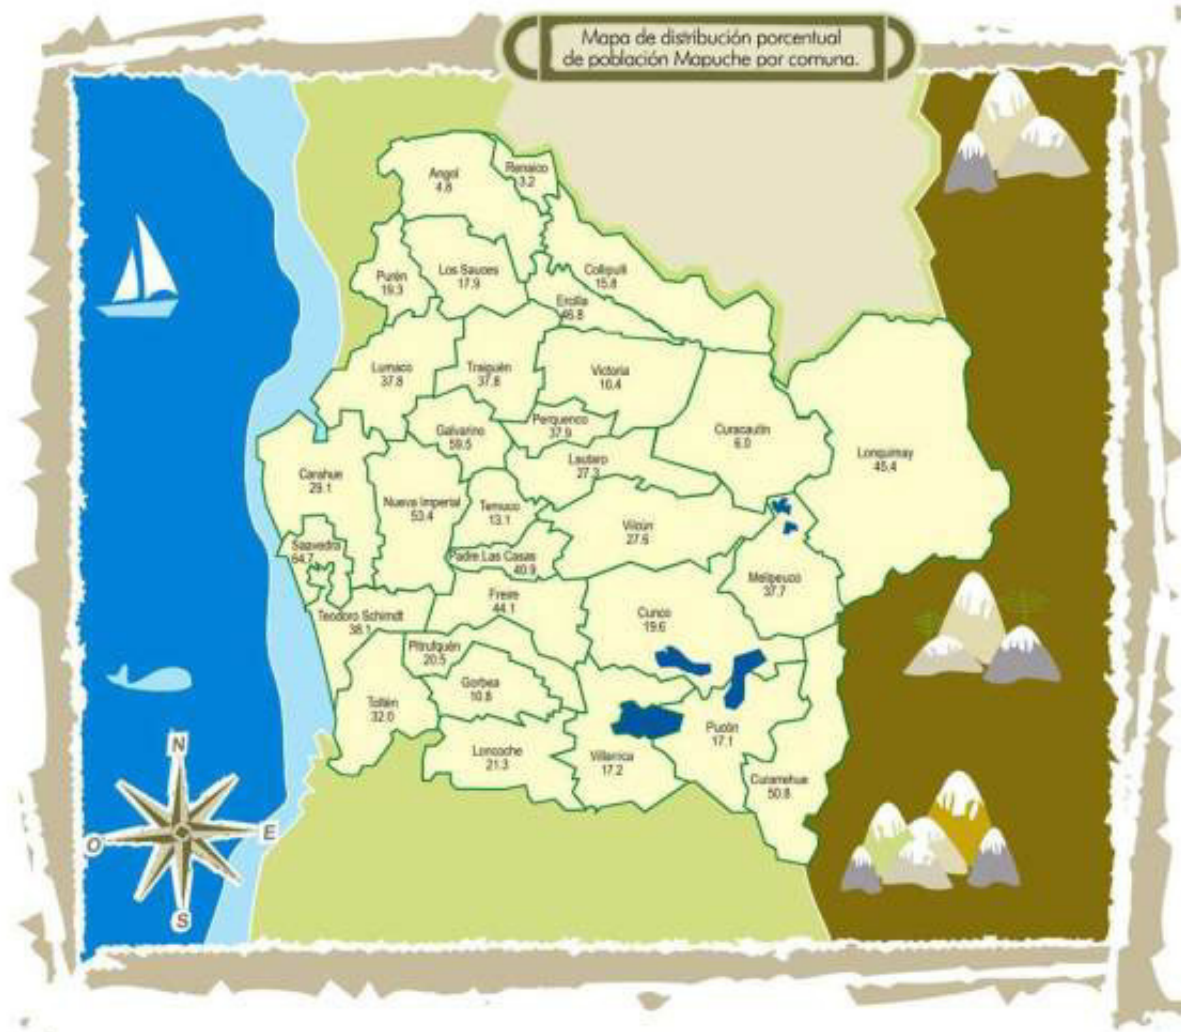 Mapa de distribución porcentual
de población Mapuche por comuna.
Angol
4.8
Renaico
3.2
Purén
19.3
Los Sauces
17.9
Collipulli
15.8
Ercilla
46.8
Lumaco
37.8
Traiguén
37.8
Victoria
10.4
Curacautín
6.0
Lonquimay
45.4
Galvarino
59.5
Perquenco
37.9
Lautaro
27.3
Carahue
29.1
Nueva Imperial
53.4
Temuco
13.1
Vilcún
27.6
Saavedra
64.7
Padre Las Casas
40.9
Melipeuco
37.7
Freire
44.1
Cunco
19.6
Teodoro Schimdt
38.1
Pitrufquén
20.5
Gorbea
10.8
Toltén
32.0
Loncoche
21.3
Villarrica
17.2
Pucón
17.1
Curarrehue
50.8
N
O
E
S